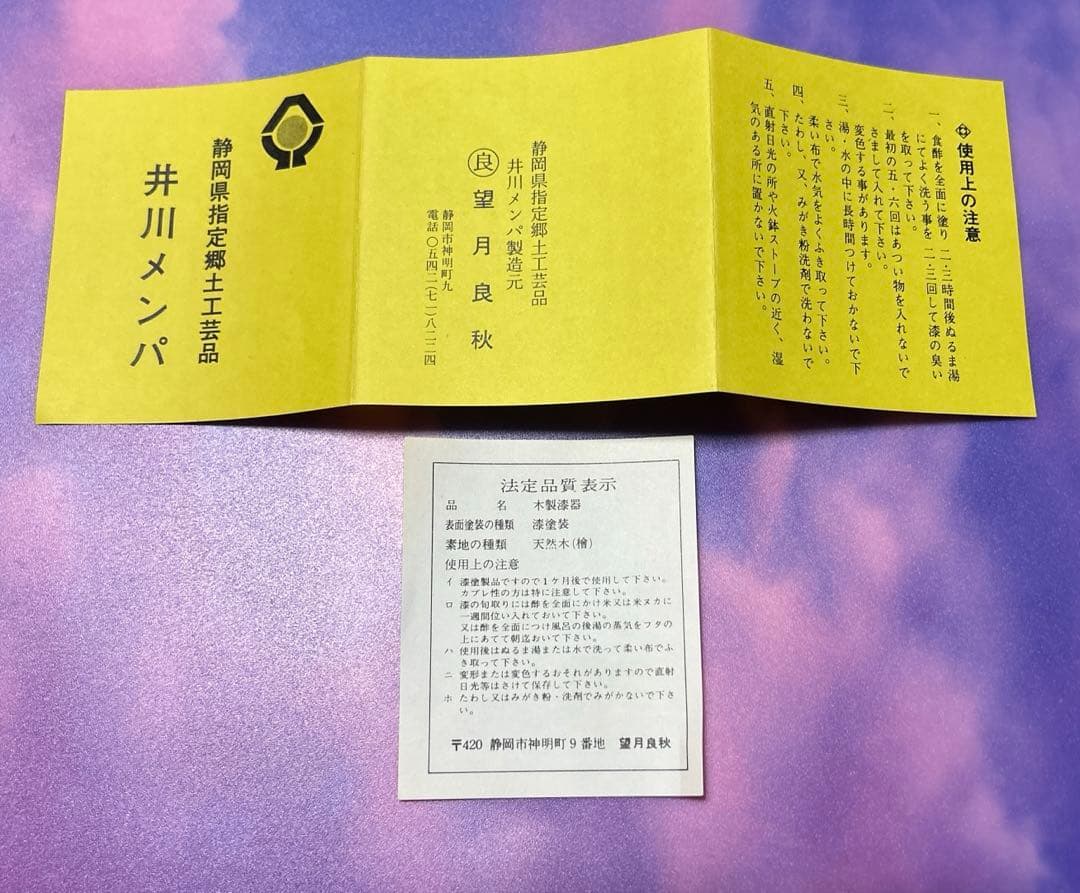 静岡県指定郷土工芸品
井川メンパ
静岡県指定郷土工芸品
井川メンパ製造元
良 望月良秋
静岡市神明町九
電話〇五四二(七一)八二二四
使用上の注意
一、食酢を全面に塗り 二・三時間後ぬるま湯
にてよく洗う事を 二・三回して漆の臭い
を取って下さい。
二、最初の五・六回はあつい物を入れないで
さまして入れて下さい。
変色する事があります。
三、湯・水の中に長時間つけておかないで下
さい。
柔い布で水気をよくふき取って下さい。
四、たわし、又、みがき粉洗剤で洗わないで
下さい。
五、直射日光の所や火鉢ストーブの近く、湿
気のある所に置かないで下さい。
法定品質表示
品名 木製漆器
表面塗装の種類 漆塗装
素地の種類 天然木(檜)
使用上の注意
イ 漆塗製品ですので1ケ月後で使用して下さい。
カブレ性の方は特に注意して下さい。
ロ 漆の旬取りには酢を全面にかけ米又は米ヌカに
一週間位い入れておいて下さい。
又は酢を全面につけ風呂の後湯の蒸気をフタの
上にあてて朝迄おいて下さい。
ハ 使用後はぬるま湯または水で洗って柔い布でふ
き取って下さい。
ニ 変形または変色するおそれがありますので直射
日光等はさけて保存して下さい。
ホ たわし又はみがき粉・洗剤でみがかないで下さ
い。
〒420 静岡市神明町9番地 望月良秋